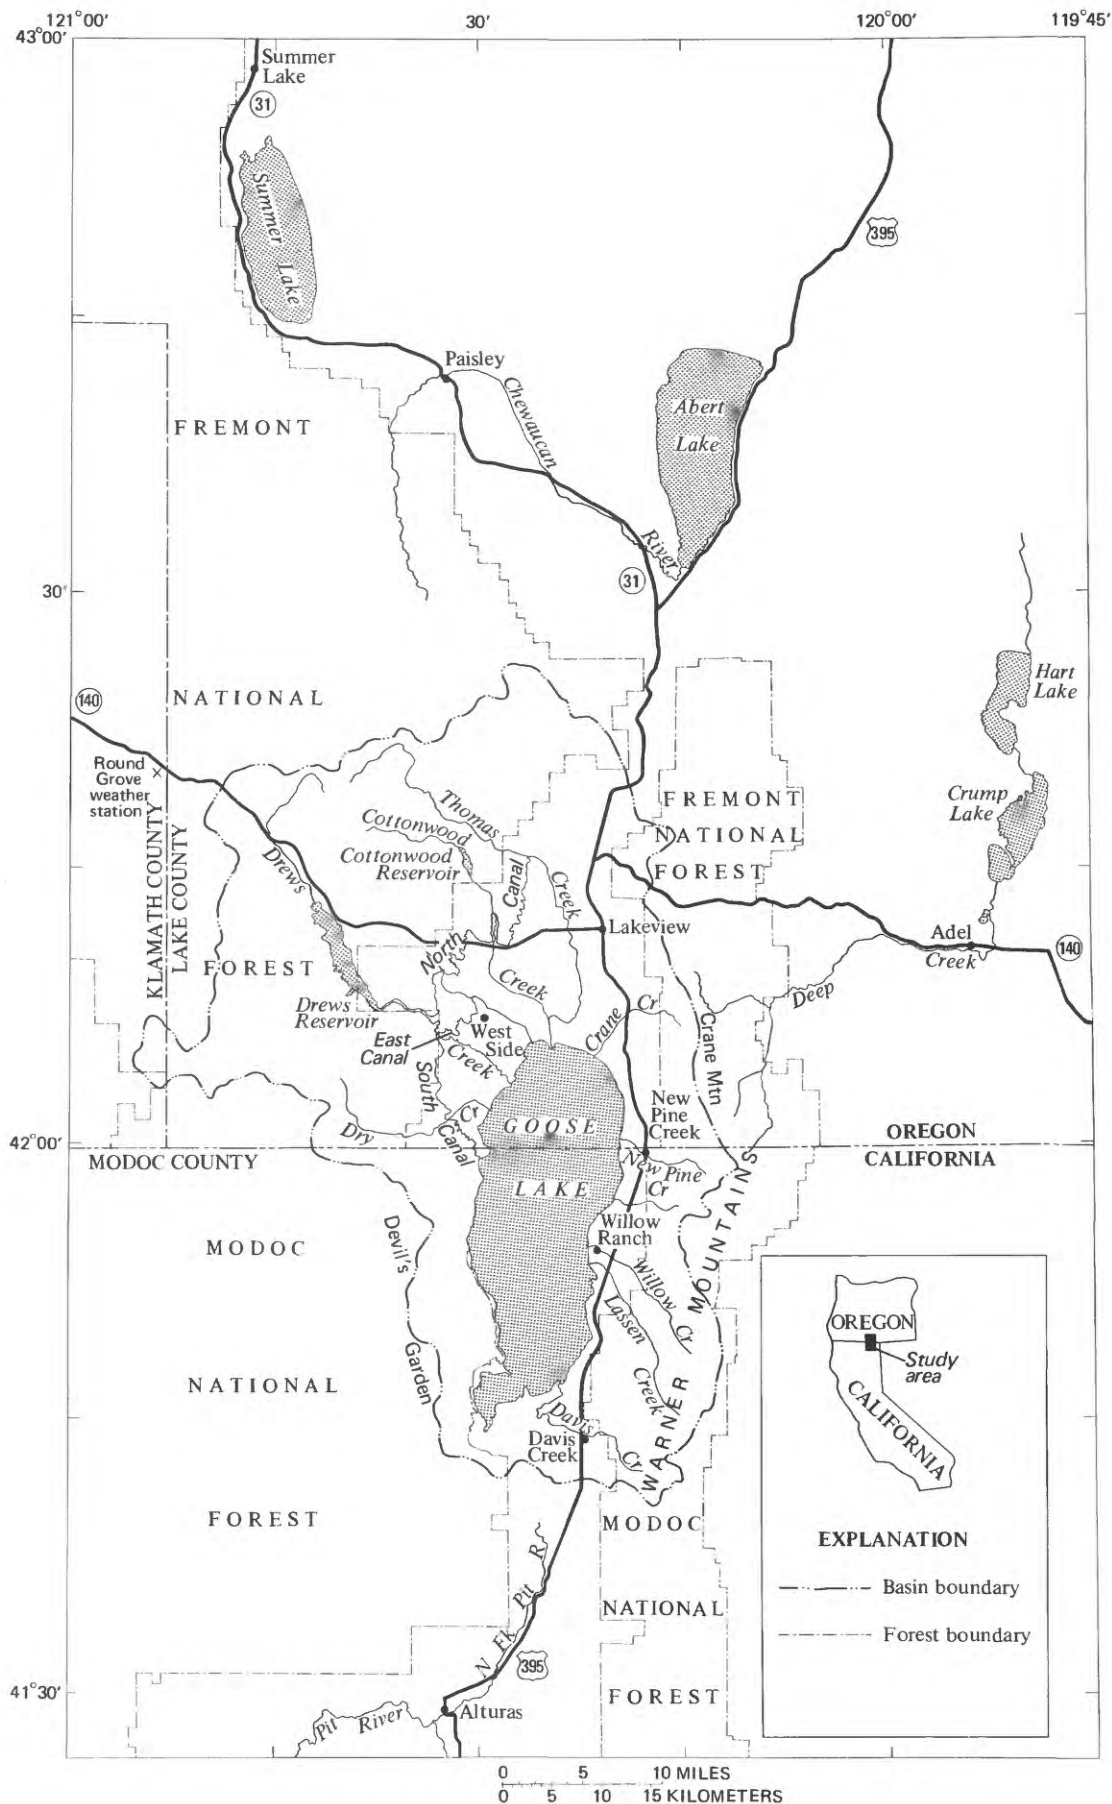 121°00'
30'
120°00'
119°45'
43°00'
Summer
Lake
31
Summer
Lake
395
Paisley
Chewaucan
River
Abert
Lake
FREMONT
31
30'
Hart
Lake
140
NATIONAL
Round
Grove
weather
station
KLAMATH COUNTY
LAKE COUNTY
Thomas
Creek
Cottonwood
Cottonwood
Reservoir
Canal
FREMONT
NATIONAL
FOREST
Crump
Lake
Drews
Lakeview
Adel
Creek
140
North
FOREST
Creek
Drews
Reservoir
Cr
Crane
Deep
East
Canal
West
Side
Creek
South
Canal
Crane Mtn
New
Pine
Creek
Dry
Cr
GOOSE
LAKE
42°00'
MODOC COUNTY
OREGON
CALIFORNIA
New Pine
Cr
Willow
Ranch
Willow
Cr
MODOC
Devil's
Garden
Lassen
Creek
WARNER MOUNTAINS
OREGON
Study
area
CALIFORNIA
NATIONAL
Davis
Cr
Davis
Creek
FOREST
MODOC
EXPLANATION
Basin boundary
Forest boundary
N Fk Pit R
NATIONAL
395
41°30'
FOREST
Pit River
Alturas
0 5 10 MILES
0 5 10 15 KILOMETERS